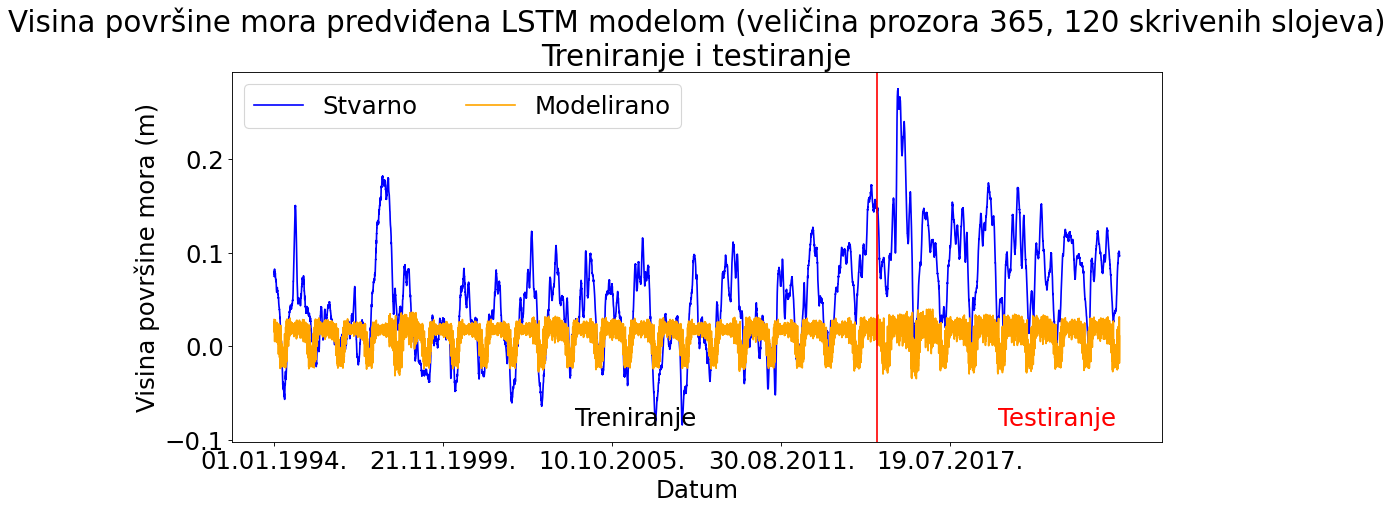 Visina površine mora predviđena LSTM modelom (veličina prozora 365, 120 skrivenih slojeva)
Treniranje i testiranje
Stvarno Modelirano
Visina površine mora (m)
0.2
0.1
0.0
−0.1
Treniranje Testiranje
01.01.1994. 21.11.1999. 10.10.2005. 30.08.2011. 19.07.2017.
Datum